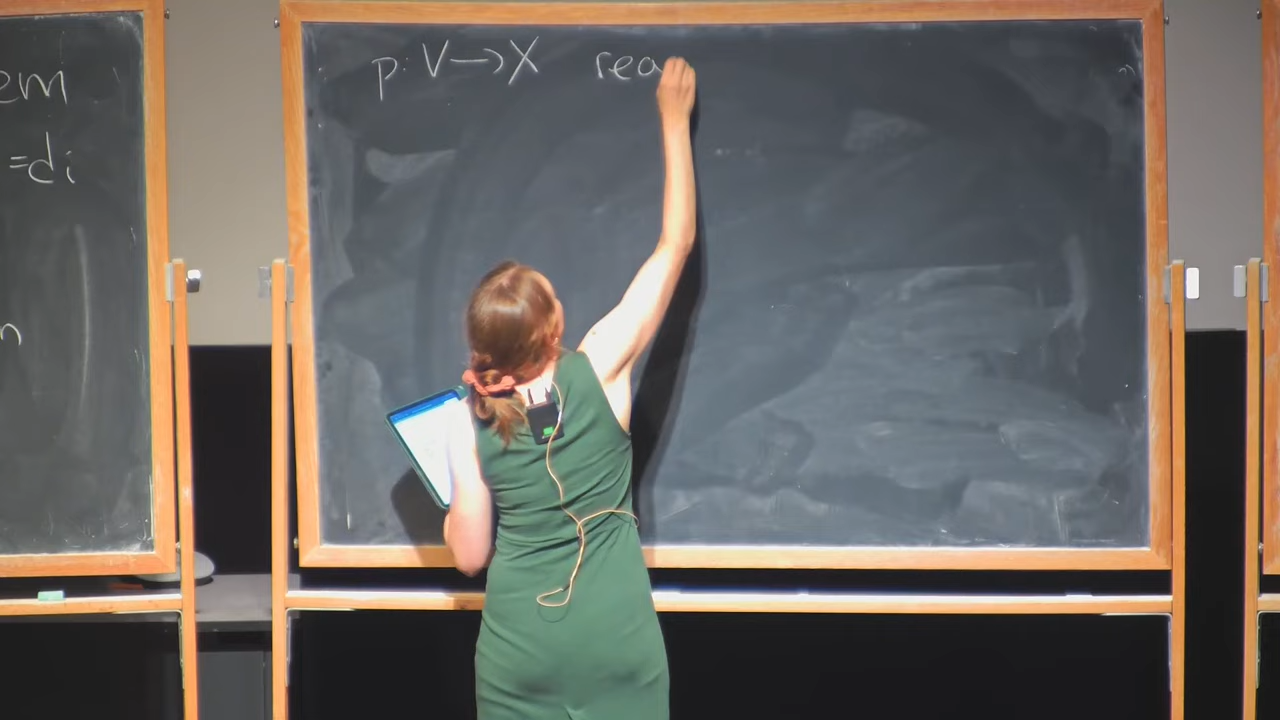 em
=di
n
p: V→X rea